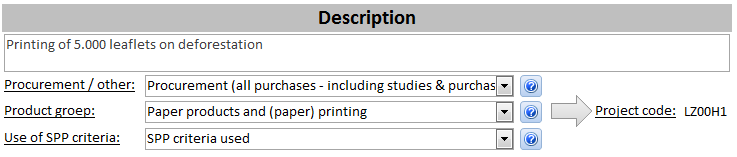 Description
Printing of 5.000 leaflets on deforestation
Procurement / other: Procurement (all purchases - including studies & purchas
Product groep: Paper products and (paper) printing Project code: LZ00H1
Use of SPP criteria: SPP criteria used